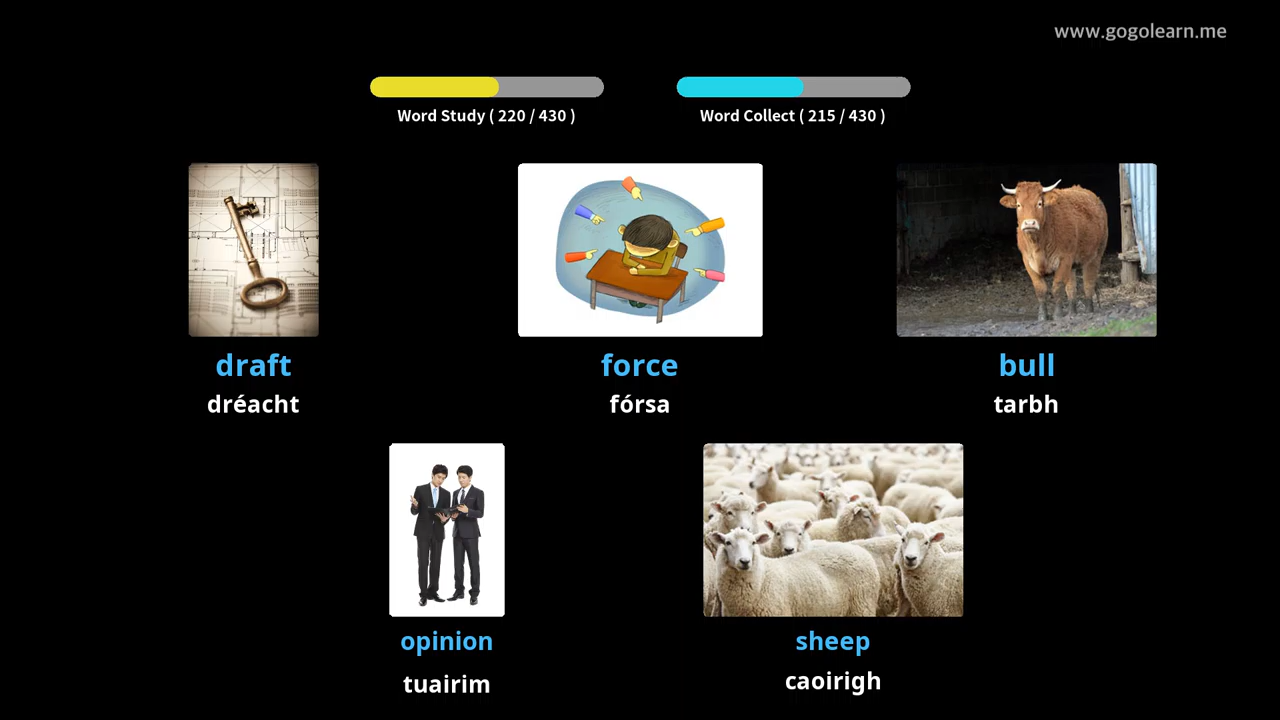 www.gogolearn.me
Word Study ( 220 / 430 )
Word Collect ( 215 / 430 )
draft
dréacht
force
fórsa
bull
tarbh
opinion
tuairim
sheep
caoirigh